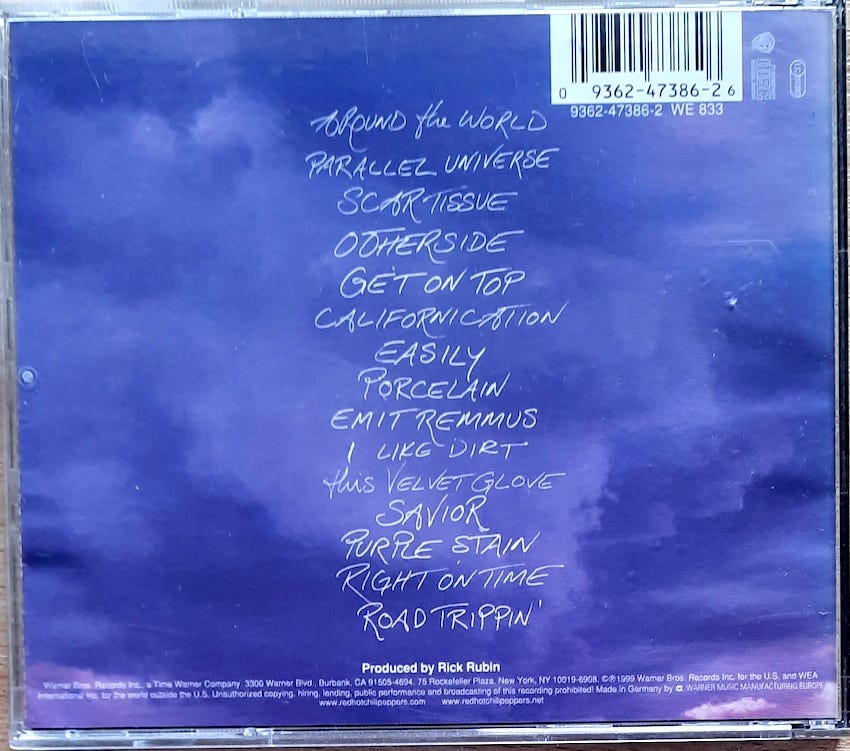 0 9362-47386-2 6
9362-47386-2 WE 833
disc
AROUND the WORLD
PARALLEL UNIVERSE
SCAR TISSUE
OTHERSIDE
GET ON TOP
CALIFORNICATION
EASILY
PORCELAIN
EMIT REMMUS
I LIKE DIRT
this VELVET GLOVE
SAVIOR
PURPLE STAIN
RIGHT ON TIME
ROAD TRIPPIN'
Produced by Rick Rubin
Warner Bros. Records Inc., a Time Warner Company. 3300 Warner Blvd., Burbank, CA 91505-4694. 75 Rockefeller Plaza, New York, NY 10019-6908. ©℗1999 Warner Bros. Records Inc. for the U.S. and WEA
International Inc. for the world outside the U.S. Unauthorized copying, hiring, lending, public performance and broadcasting of this recording prohibited! Made in Germany by WARNER MUSIC MANUFACTURING EUROPE
www.redhotchilipeppers.com www.redhotchilipeppers.net